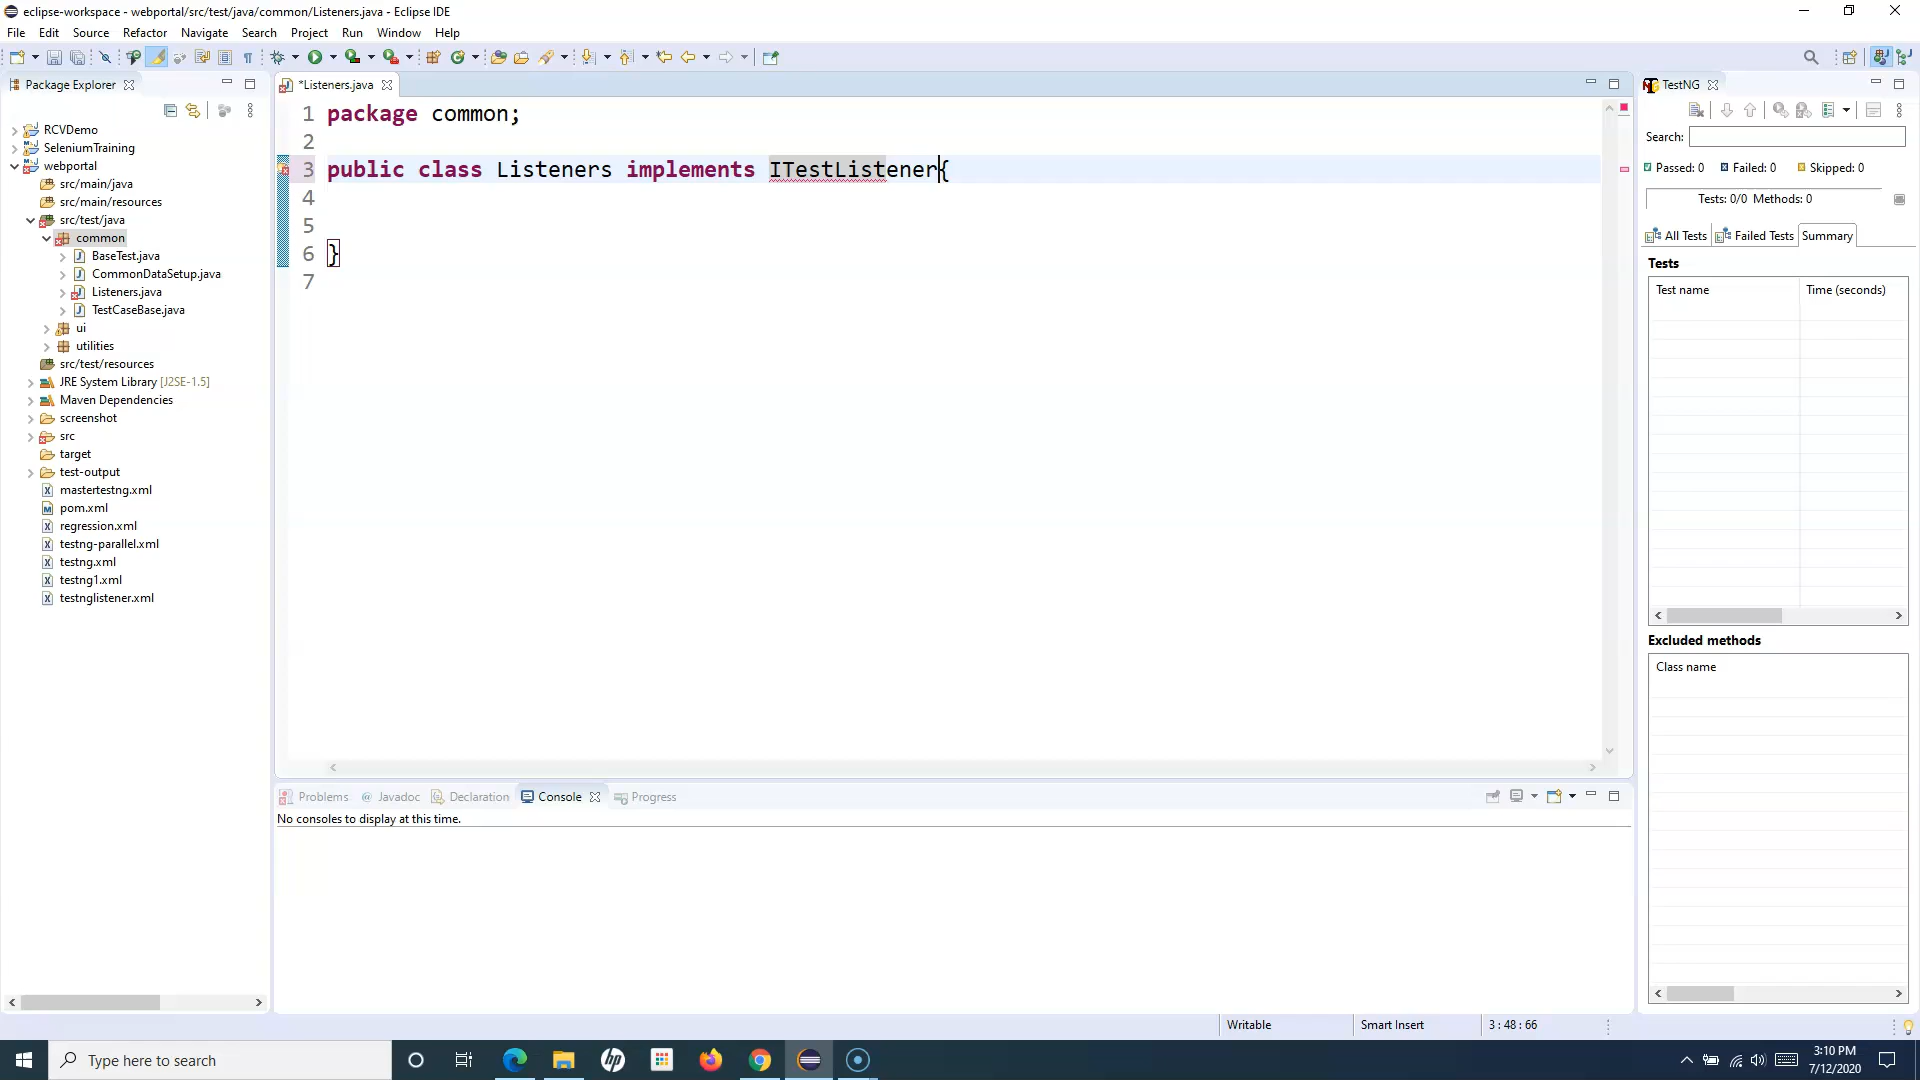 eclipse-workspace - webportal/src/test/java/common/Listeners.java - Eclipse IDE
File Edit Source Refactor Navigate Search Project Run Window Help
Package Explorer
*Listeners.java
TestNG
RCVDemo
SeleniumTraining
webportal
src/main/java
src/main/resources
src/test/java
common
BaseTest.java
CommonDataSetup.java
Listeners.java
TestCaseBase.java
ui
utilities
src/test/resources
JRE System Library [J2SE-1.5]
Maven Dependencies
screenshot
src
target
test-output
mastertestng.xml
pom.xml
regression.xml
testng-parallel.xml
testng.xml
testng1.xml
testnglistener.xml
1 package common;
2
3 public class Listeners implements ITestListener{
4
5
6 }
7
Search:
Passed: 0 Failed: 0 Skipped: 0
Tests: 0/0 Methods: 0
All Tests Failed Tests Summary
Tests
Test name Time (seconds)
Excluded methods
Class name
Problems Javadoc Declaration Console Progress
No consoles to display at this time.
Writable Smart Insert 3 : 48 : 66
Type here to search
3:10 PM
7/12/2020